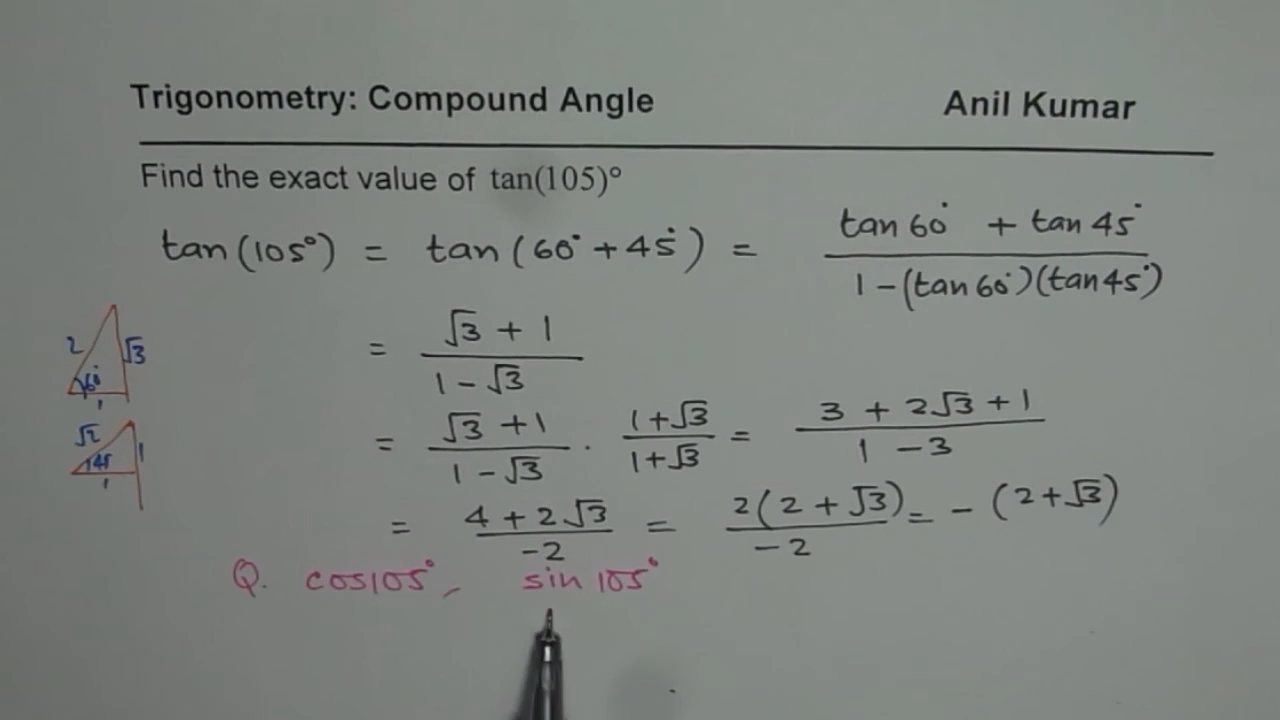 Trigonometry: Compound Angle Anil Kumar
Find the exact value of tan(105)°
tan(105°) = tan(60° + 45°) = (tan 60° + tan 45°) / (1 - (tan 60°)(tan 45°))
= (√3 + 1) / (1 - √3)
= (√3 + 1) / (1 - √3) · (1 + √3) / (1 + √3) = (3 + 2√3 + 1) / (1 - 3)
= (4 + 2√3) / -2 = 2(2 + √3) / -2 = - (2 + √3)
Q. cos105°, sin 105°
2 √3
60°
1
√2 1
45
1